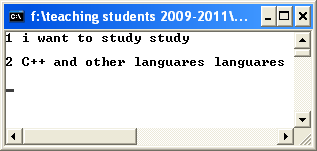 f:\teaching students 2009-2011\...
1 i want to study study
2 C++ and other languares languares